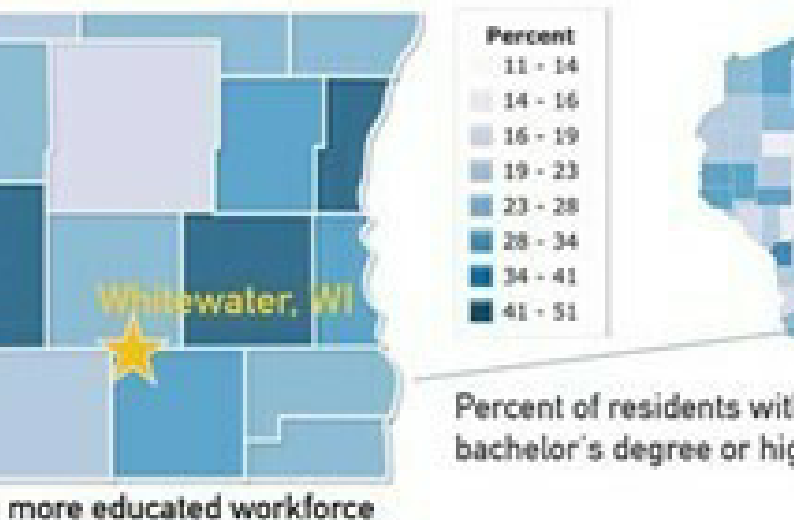 Percent
11 - 14
14 - 16
16 - 19
19 - 23
23 - 28
28 - 34
34 - 41
41 - 51
Whitewater, WI
Percent of residents wit
bachelor's degree or hig
more educated workforce